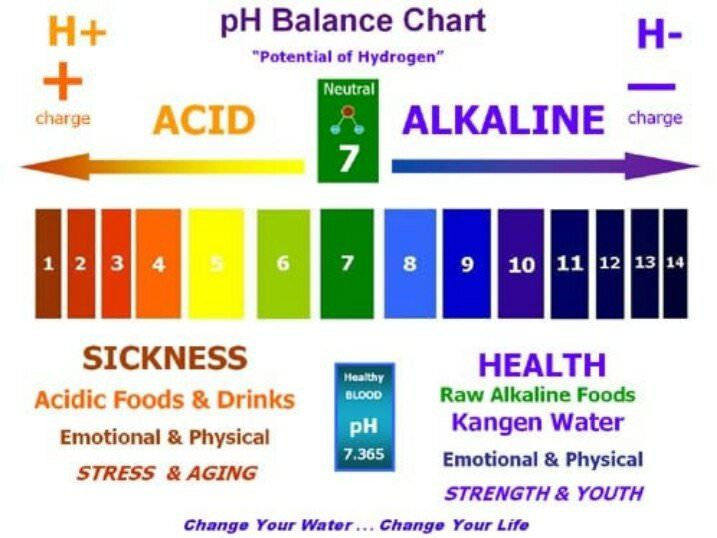 pH Balance Chart
"Potential of Hydrogen"
H+
+
charge
ACID
Neutral
7
ALKALINE
H-
—
charge
1 2 3 4 5 6 7 8 9 10 11 12 13 14
SICKNESS
Acidic Foods & Drinks
Emotional & Physical
STRESS & AGING
Healthy
BLOOD
pH
7.365
HEALTH
Raw Alkaline Foods
Kangen Water
Emotional & Physical
STRENGTH & YOUTH
Change Your Water ... Change Your Life